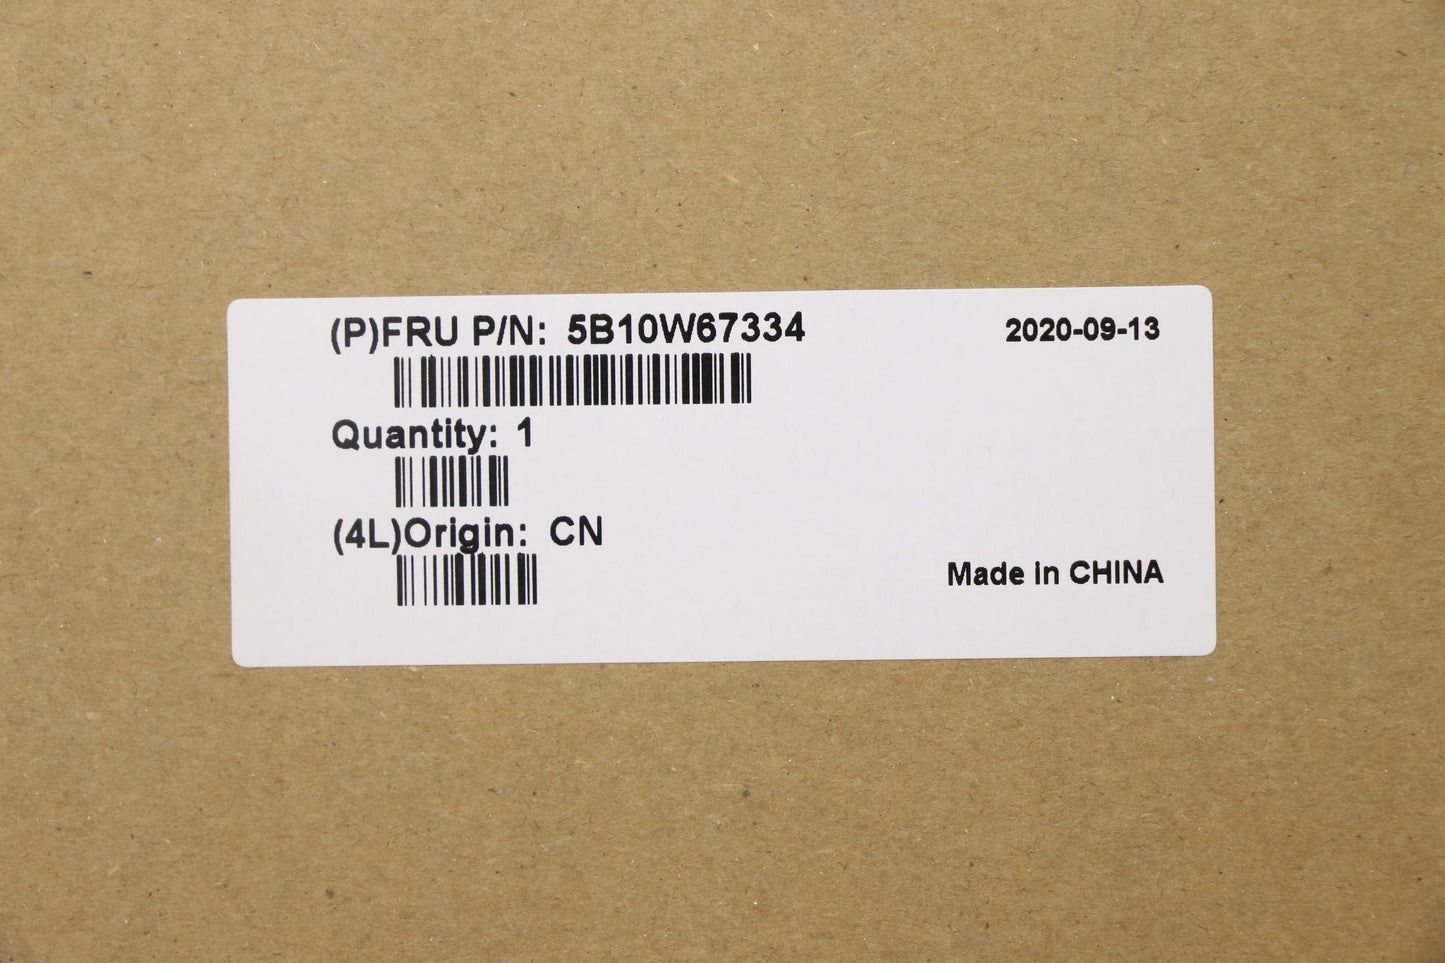 (P)FRU P/N: 5B10W67334 2020-09-13
Quantity: 1
(4L)Origin: CN
Made in CHINA